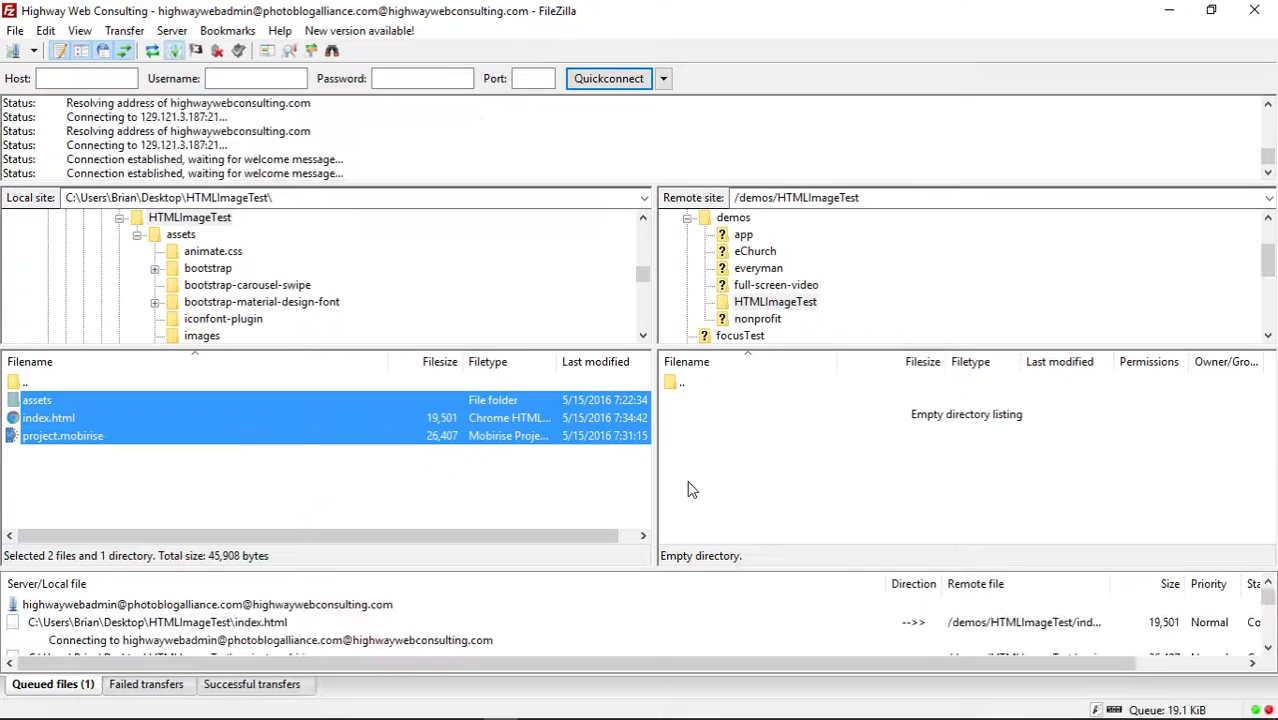 Highway Web Consulting - highwaywebadmin@photoblogalliance.com@highwaywebconsulting.com - FileZilla
File Edit View Transfer Server Bookmarks Help New version available!
Host: Username: Password: Port: Quickconnect
Status: Resolving address of highwaywebconsulting.com
Status: Connecting to 129.121.3.187:21...
Status: Resolving address of highwaywebconsulting.com
Status: Connecting to 129.121.3.187:21...
Status: Connection established, waiting for welcome message...
Status: Connection established, waiting for welcome message...
Local site: C:\Users\Brian\Desktop\HTMLImageTest\
HTMLImageTest
assets
animate.css
bootstrap
bootstrap-carousel-swipe
bootstrap-material-design-font
iconfont-plugin
images
Remote site: /demos/HTMLImageTest
demos
app
eChurch
everyman
full-screen-video
HTMLImageTest
nonprofit
focusTest
Filename Filesize Filetype Last modified
..
assets File folder 5/15/2016 7:22:34
index.html 19,501 Chrome HTML... 5/15/2016 7:34:42
project.mobirise 26,407 Mobirise Proje... 5/15/2016 7:31:15
Selected 2 files and 1 directory. Total size: 45,908 bytes
Filename Filesize Filetype Last modified Permissions Owner/Gro...
..
Empty directory listing
Empty directory.
Server/Local file Direction Remote file Size Priority Sta
highwaywebadmin@photoblogalliance.com@highwaywebconsulting.com
C:\Users\Brian\Desktop\HTMLImageTest\index.html -->> /demos/HTMLImageTest/ind... 19,501 Normal Co
Connecting to highwaywebadmin@photoblogalliance.com@highwaywebconsulting.com
Queued files (1) Failed transfers Successful transfers
Queue: 19.1 KiB